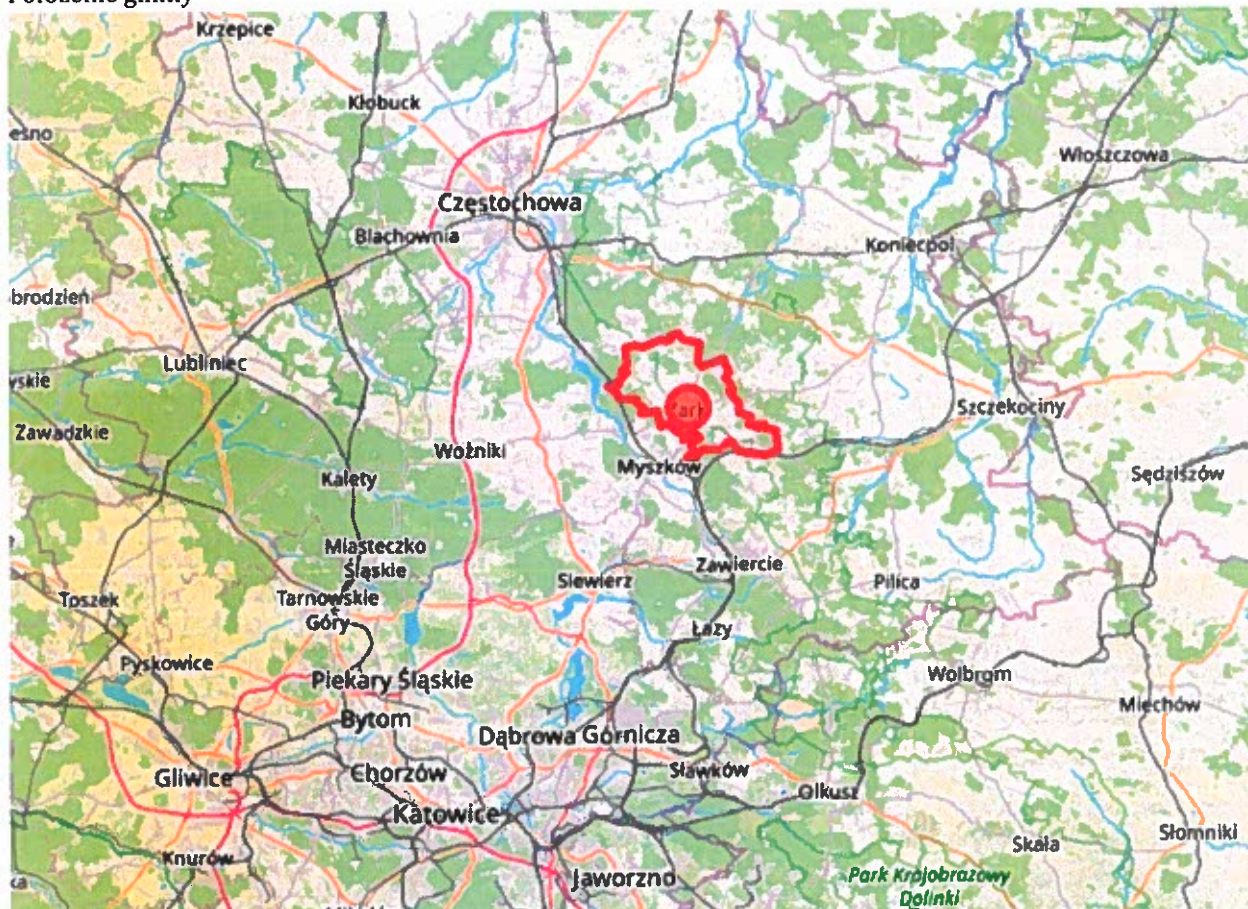 Krzepice
Kłobuck
Włoszczowa
Częstochowa
Blachownia
Koniecpol
brodzień
Lubliniec
Szczekociny
Zawadzkie
Woźniki
Myszków
Sędziszów
Kalety
Miasteczko
Śląskie
Zawiercie
Siewierz
Pilica
Toszek
Tarnowskie
Góry
Łazy
Pyskowice
Piekary Śląskie
Wolbrom
Bytom
Miechów
Dąbrowa Górnicza
Gliwice
Chorzów
Sławków
Olkusz
Katowice
Słomniki
Skała
Knurów
Jaworzno
Park Krajobrazowy
Dolinki